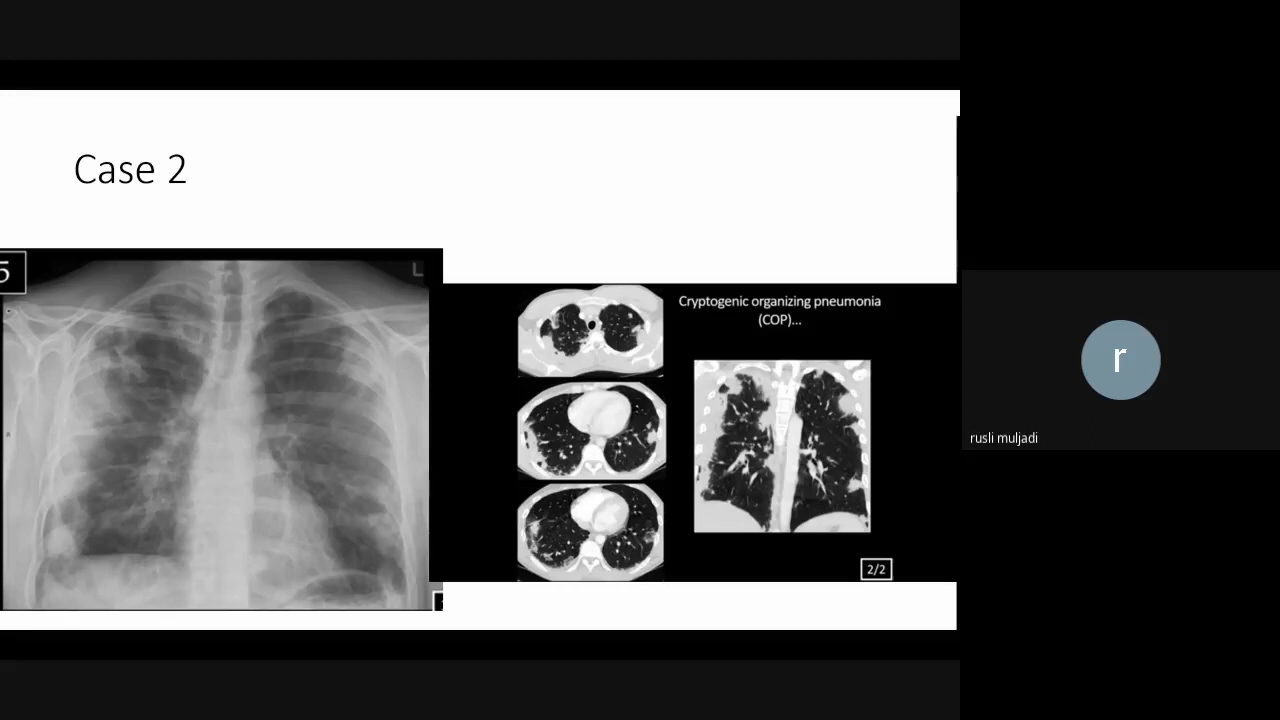 Case 2
5
L
Cryptogenic organizing pneumonia
(COP)...
2/2
r
rusli muljadi